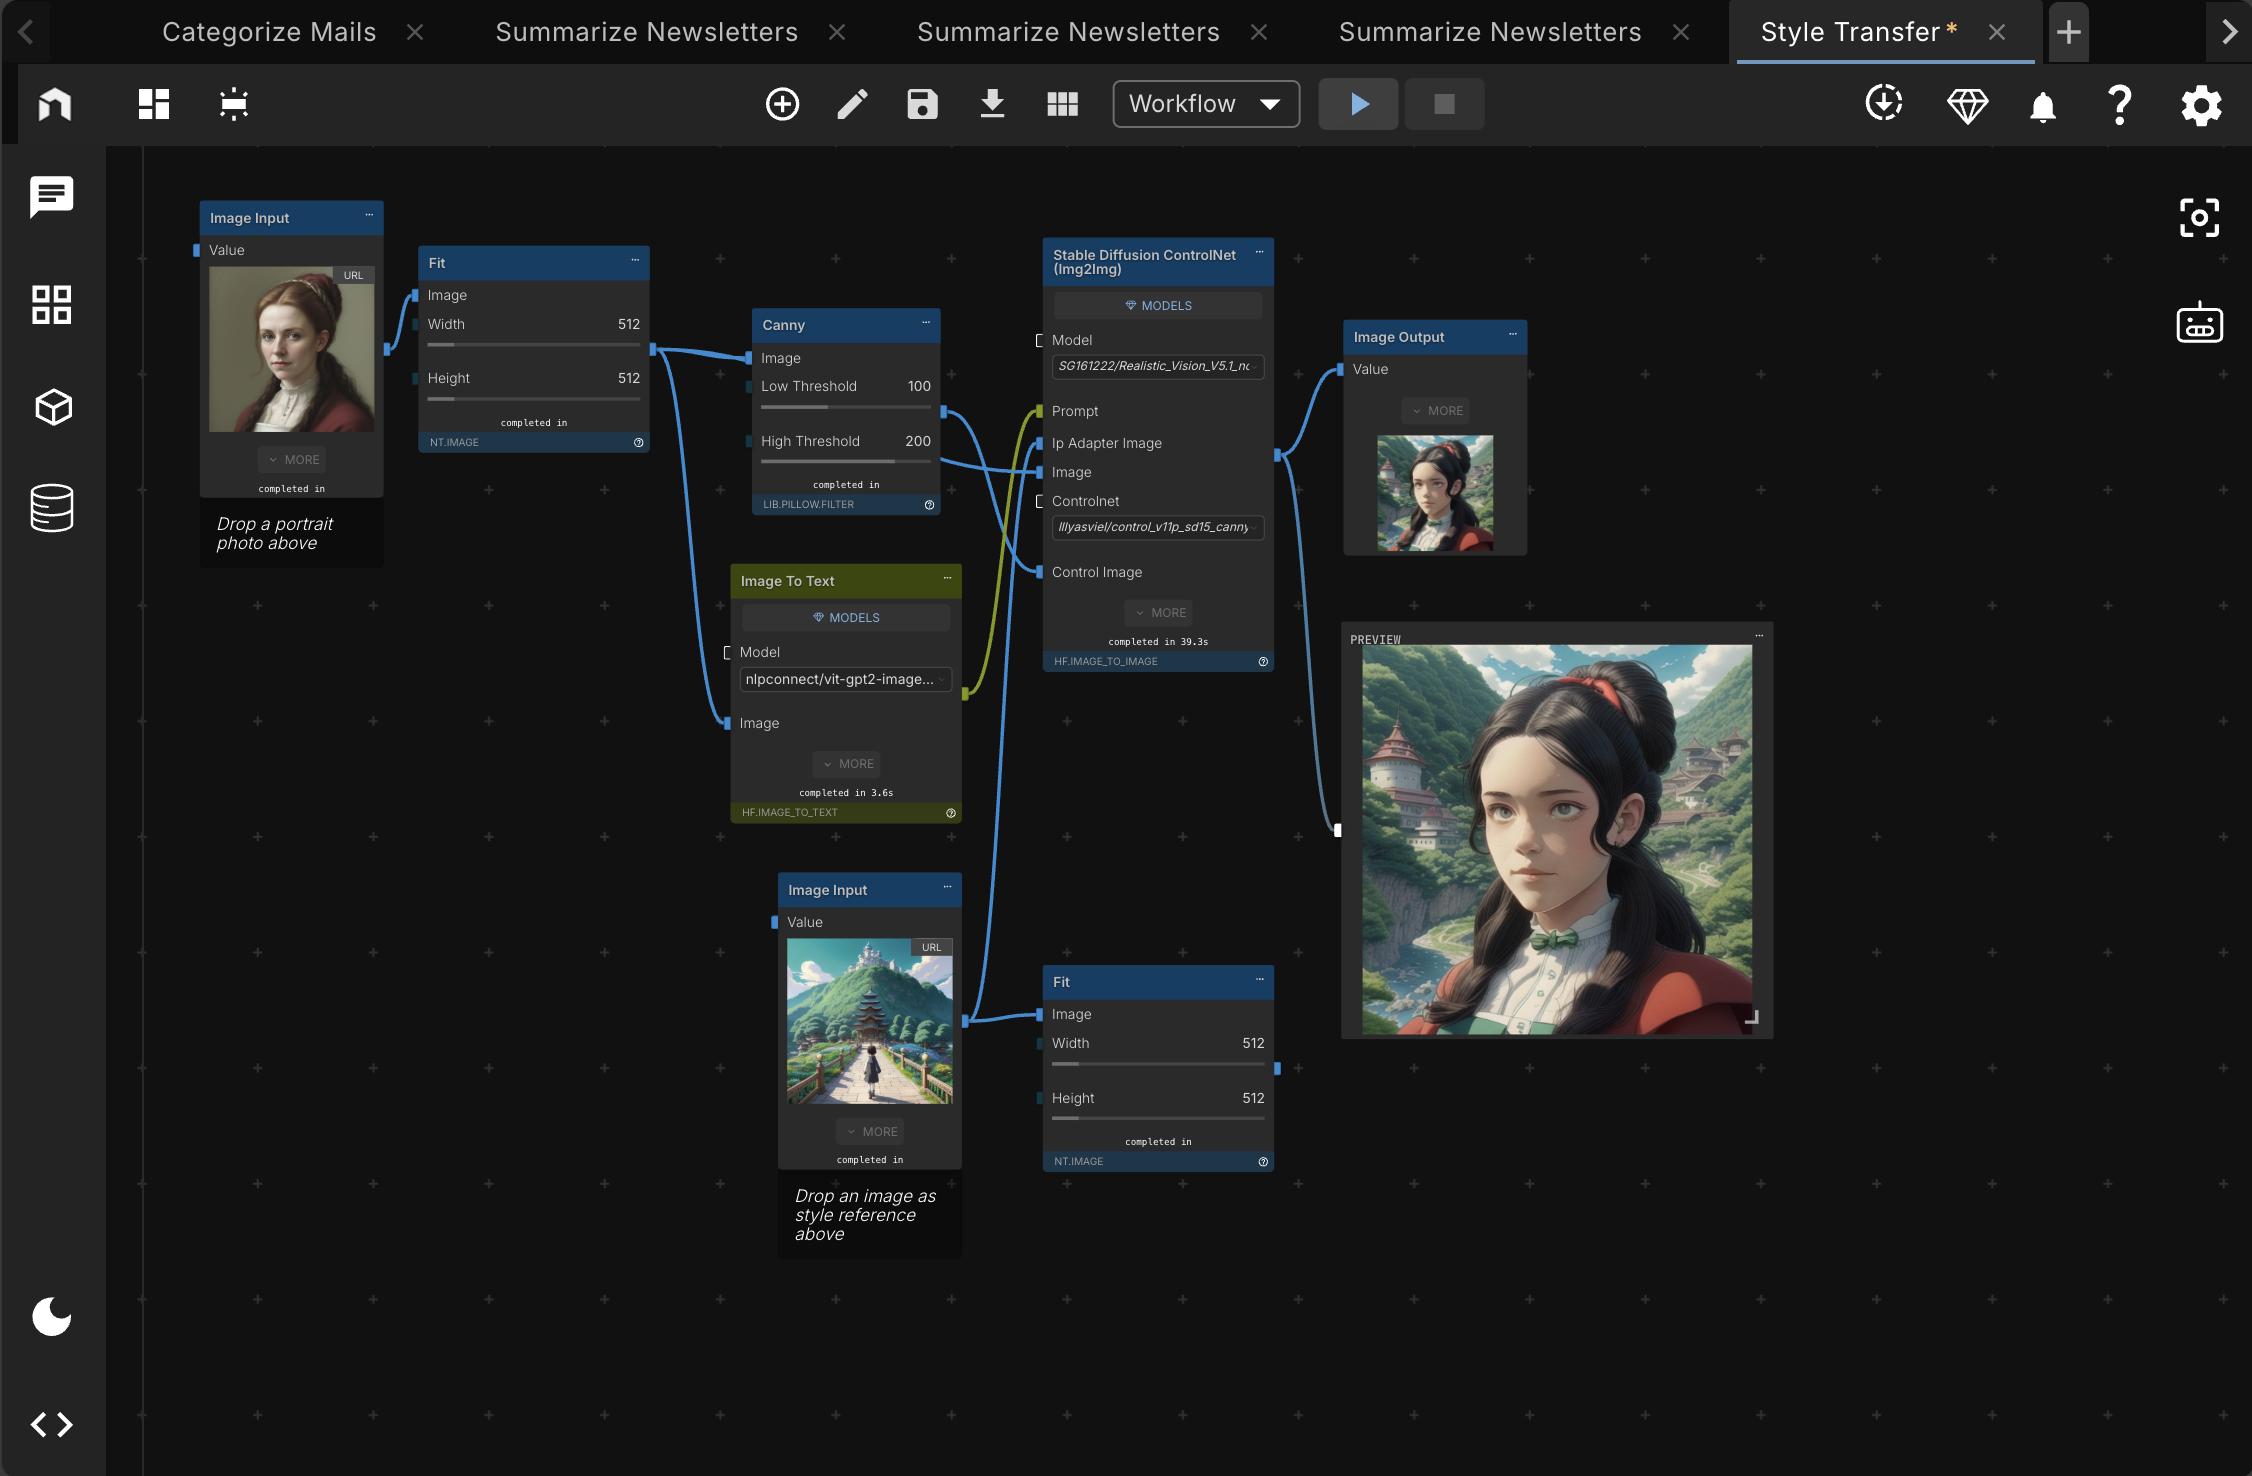 Categorize Mails
Summarize Newsletters
Summarize Newsletters
Summarize Newsletters
Style Transfer*
Workflow
Image Input
Value
URL
MORE
completed in
Drop a portrait
photo above
Fit
Image
Width 512
Height 512
completed in
NT.IMAGE
Canny
Image
Low Threshold 100
High Threshold 200
completed in
LIB.PILLOW.FILTER
Image To Text
MODELS
Model
nlpconnect/vit-gpt2-image...
Image
MORE
completed in 3.6s
HF.IMAGE_TO_TEXT
Image Input
Value
URL
MORE
completed in
Drop an image as
style reference
above
Stable Diffusion ControlNet
(Img2Img)
MODELS
Model
SG161222/Realistic_Vision_V5.1_nc
Prompt
Ip Adapter Image
Image
Controlnet
lllyasviel/control_v11p_sd15_canny
Control Image
MORE
completed in 39.3s
HF.IMAGE_TO_IMAGE
Fit
Image
Width 512
Height 512
completed in
NT.IMAGE
Image Output
Value
MORE
PREVIEW